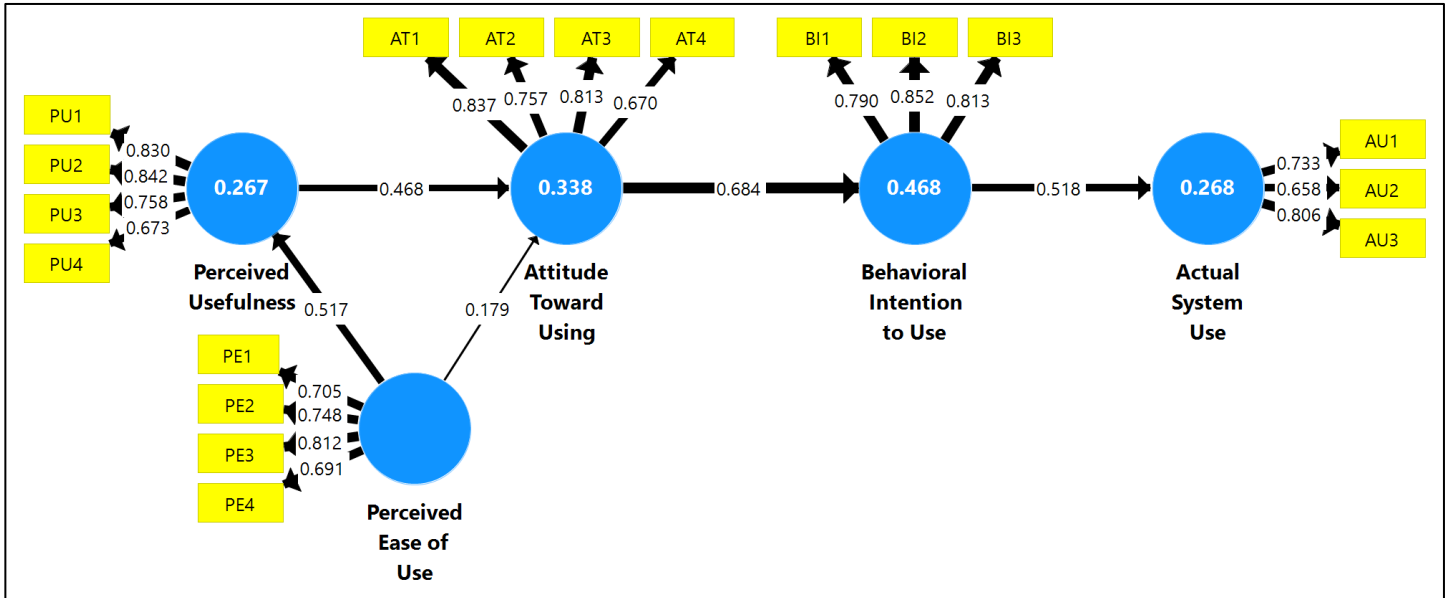 AT1
AT2
AT3
AT4
BI1
BI2
BI3
0.837
0.757
0.813
0.670
0.790
0.852
0.813
PU1
PU2
PU3
PU4
0.830
0.842
0.758
0.673
0.267
0.468
0.338
0.684
0.468
0.518
0.268
0.733
0.658
0.806
AU1
AU2
AU3
Perceived
Usefulness
Attitude
Toward
Using
Behavioral
Intention
to Use
Actual
System
Use
0.517
0.179
PE1
PE2
PE3
PE4
0.705
0.748
0.812
0.691
Perceived
Ease of
Use